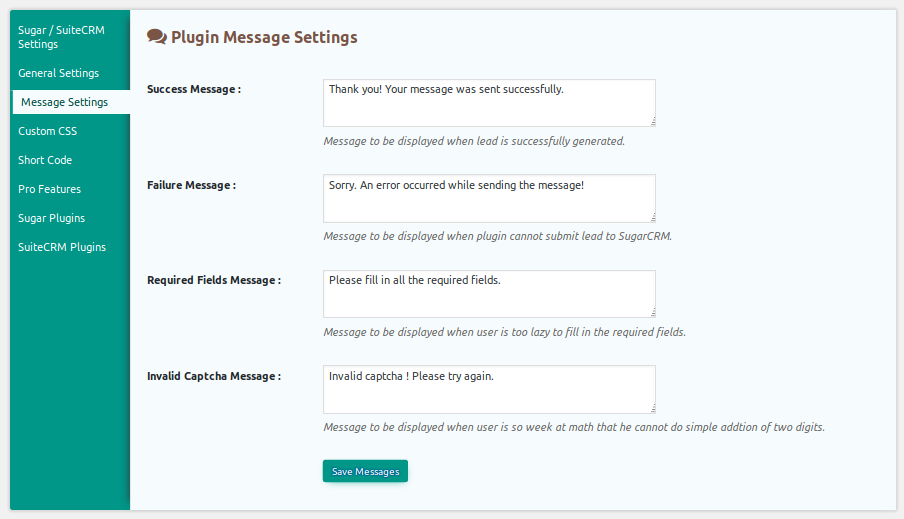 Sugar / SuiteCRM
Settings
General Settings
Message Settings
Custom CSS
Short Code
Pro Features
Sugar Plugins
SuiteCRM Plugins
Plugin Message Settings
Success Message :
Thank you! Your message was sent successfully.
Message to be displayed when lead is successfully generated.
Failure Message :
Sorry. An error occurred while sending the message!
Message to be displayed when plugin cannot submit lead to SugarCRM.
Required Fields Message :
Please fill in all the required fields.
Message to be displayed when user is too lazy to fill in the required fields.
Invalid Captcha Message :
Invalid captcha ! Please try again.
Message to be displayed when user is so week at math that he cannot do simple addtion of two digits.
Save Messages